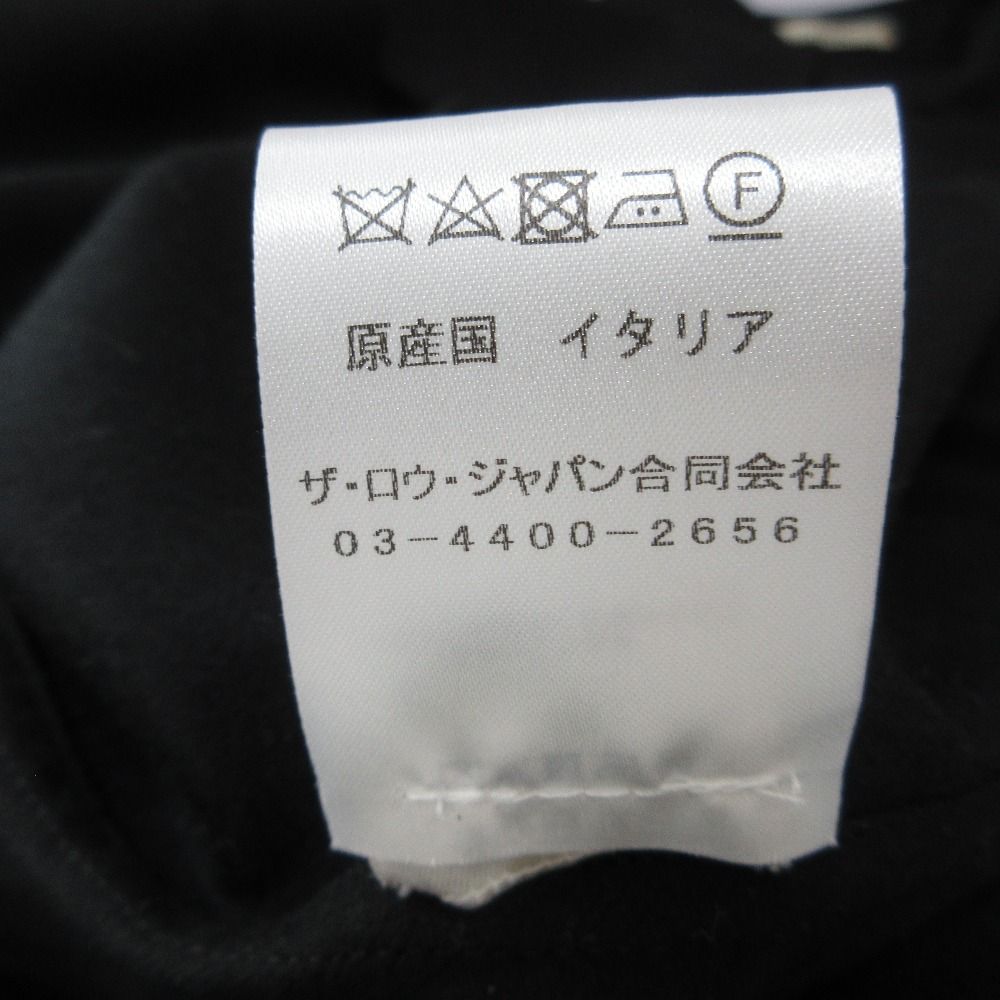 F
原産国 イタリア
ザ・ロウ・ジャパン合同会社
03-4400-2656